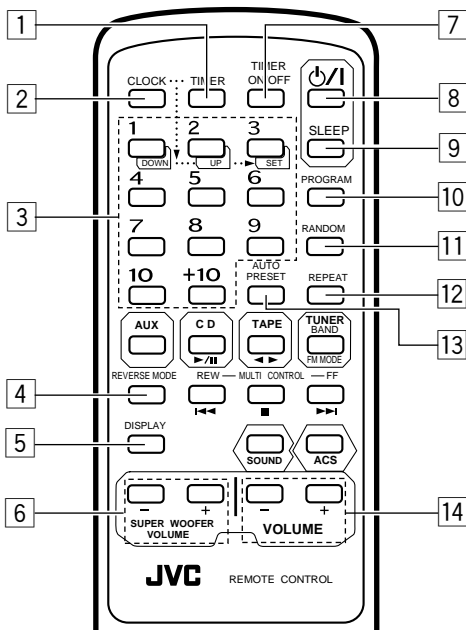 1
7
TIMER
CLOCK TIMER ON/OFF
⏻/I
2
8
1 2 3
SLEEP
DOWN UP SET
9
4 5 6
PROGRAM
10
3
7 8 9
RANDOM
11
10 +10
AUTO
PRESET
REPEAT
12
AUX
CD
TAPE
TUNER
BAND
►/II
◄ ►
FM MODE
13
REVERSE MODE REW — MULTI CONTROL — FF
4
I◄◄ ■ ►►I
DISPLAY
5
SOUND ACS
6
– + – +
SUPER WOOFER
VOLUME
VOLUME
14
JVC REMOTE CONTROL